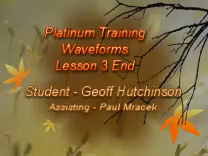 Platinum Training
Waveforms
Lesson 3 End
Student - Geoff Hutchinson
Assisting - Paul Mracek